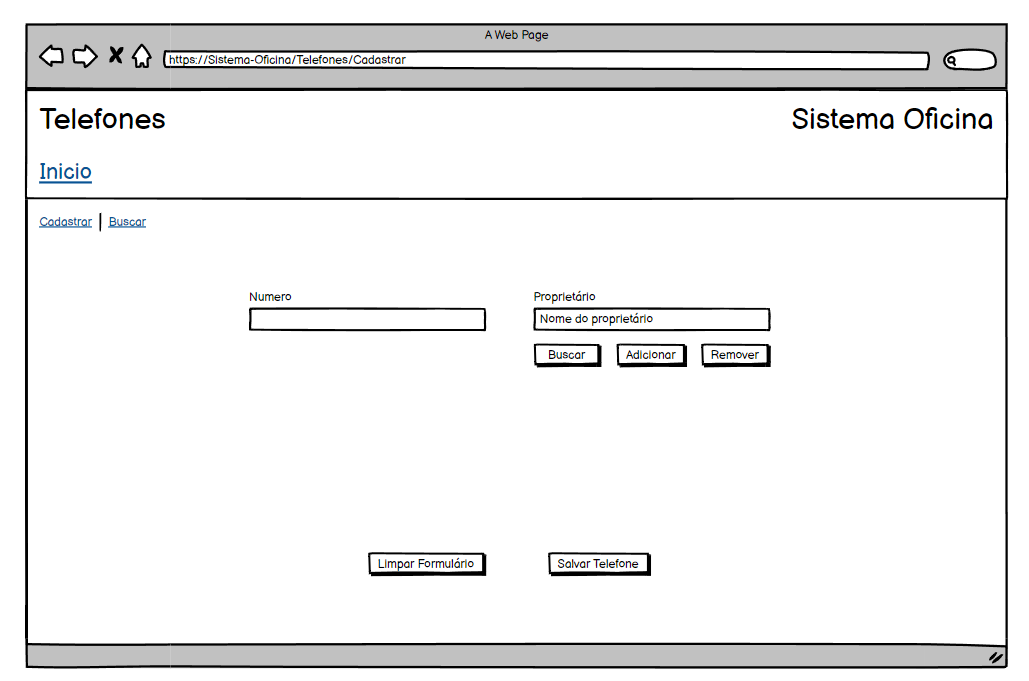 A Web Page
https://Sistema-Oficina/Telefones/Cadastrar
Telefones
Sistema Oficina
Inicio
Cadastrar | Buscar
Numero
Proprietário
Nome do proprietário
Buscar
Adicionar
Remover
Limpar Formulário
Salvar Telefone